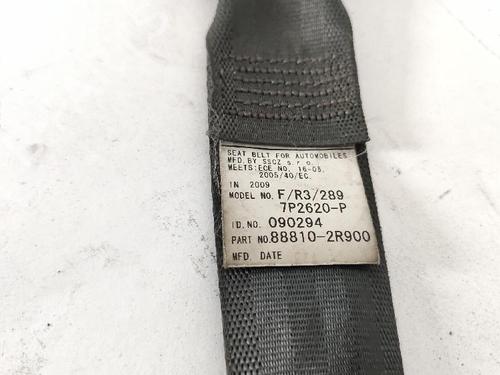 SEAT BELT FOR AUTOMOBILES
MFD.BY SSCZ s.r.o.
MEETS:ECE NO, 16-05,
2005/40/EC.
IN 2009
MODEL NO. F/R3/289
7P2620-P
ID.NO. 090294
PART NO.88810-2R900
MFD. DATE